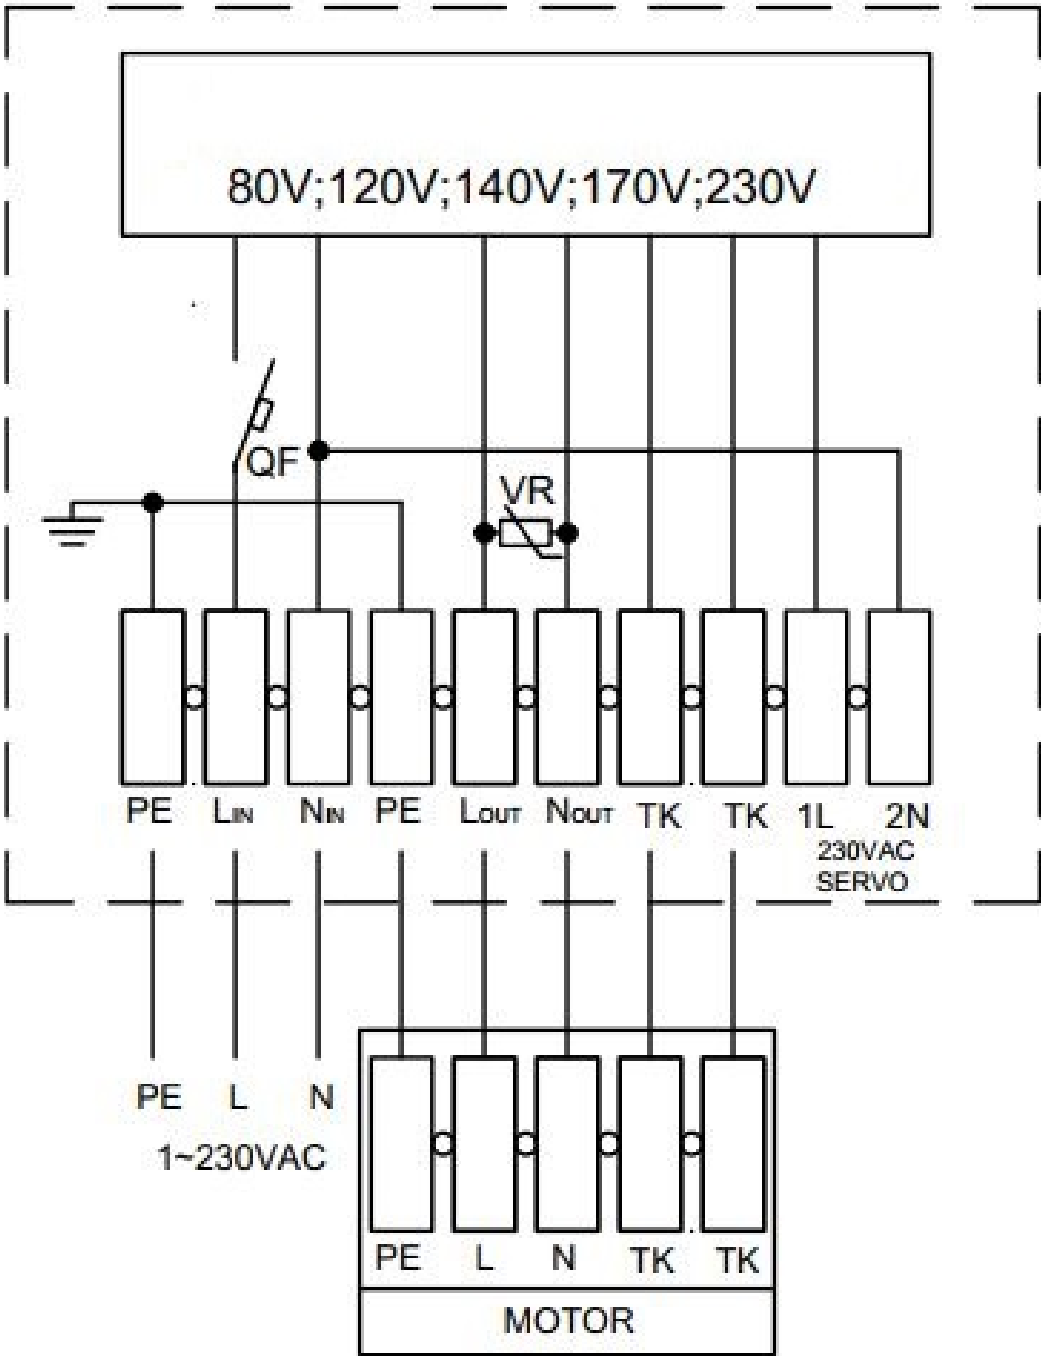 80V;120V;140V;170V;230V
QF
VR
PE LIN NIN PE LOUT NOUT TK TK 1L 2N
230VAC
SERVO
PE L N
1~230VAC
PE L N TK TK
MOTOR